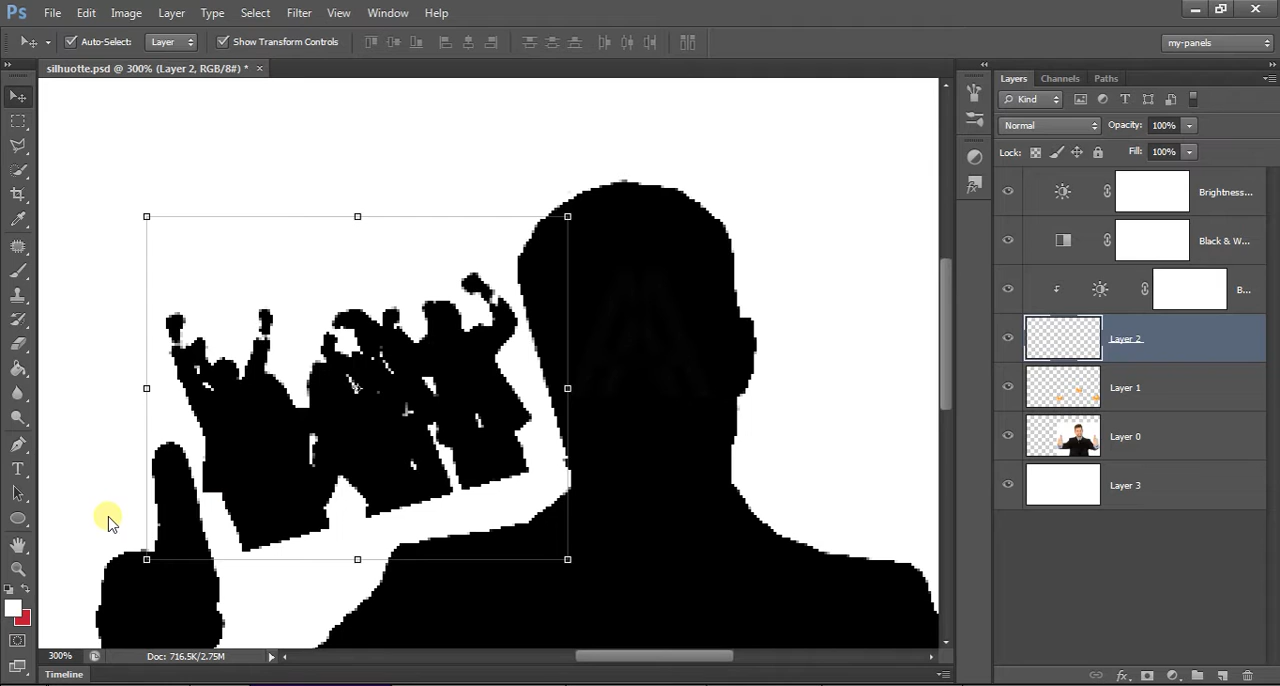 Ps File Edit Image Layer Type Select Filter View Window Help
Auto-Select: Layer Show Transform Controls my-panels
silhuotte.psd @ 300% (Layer 2, RGB/8#) * ×
Layers Channels Paths
Kind
Normal Opacity: 100%
Lock: Fill: 100%
Brightness...
Black & W...
B...
Layer 2
Layer 1
Layer 0
Layer 3
300% Doc: 716.5K/2.75M
Timeline
fx